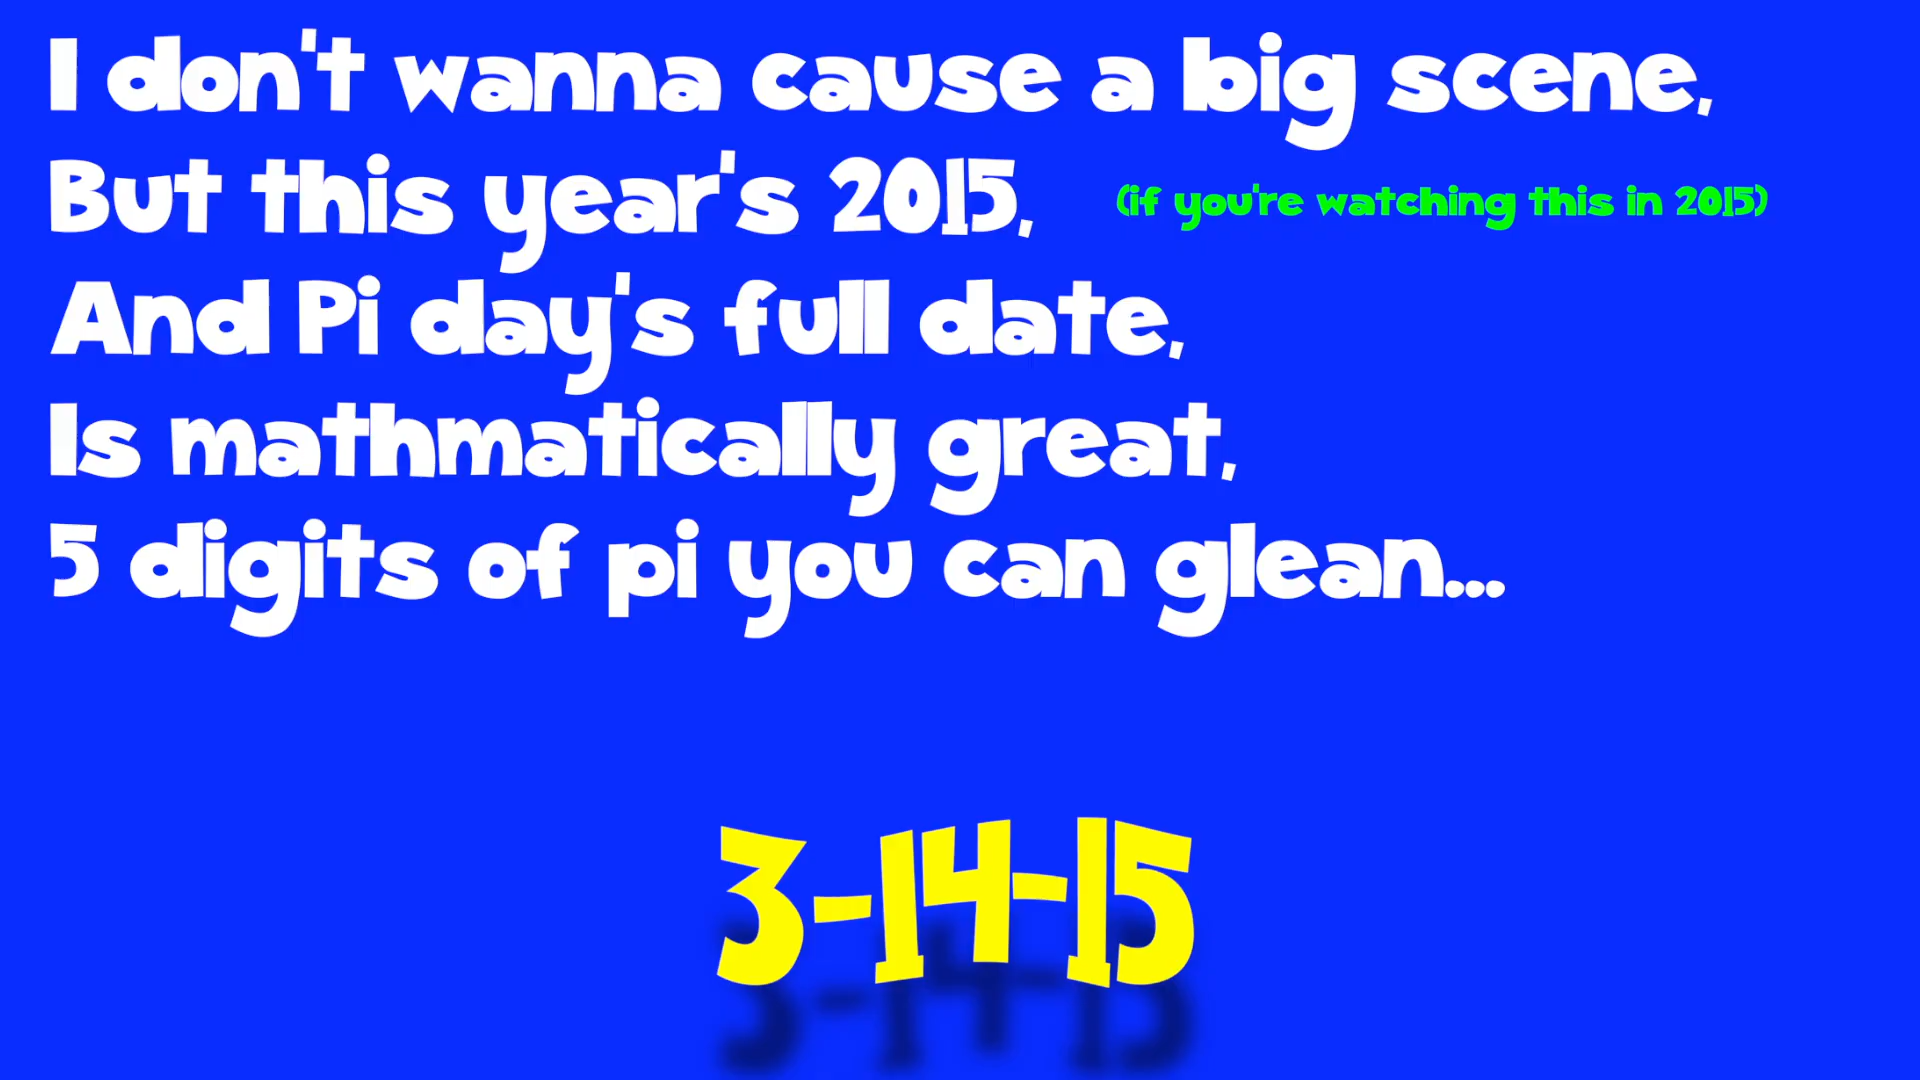 I don't wanna cause a big scene,
But this year's 2015, (if you're watching this in 2015)
And Pi day's full date,
Is mathmatically great,
5 digits of pi you can glean...
3-14-15